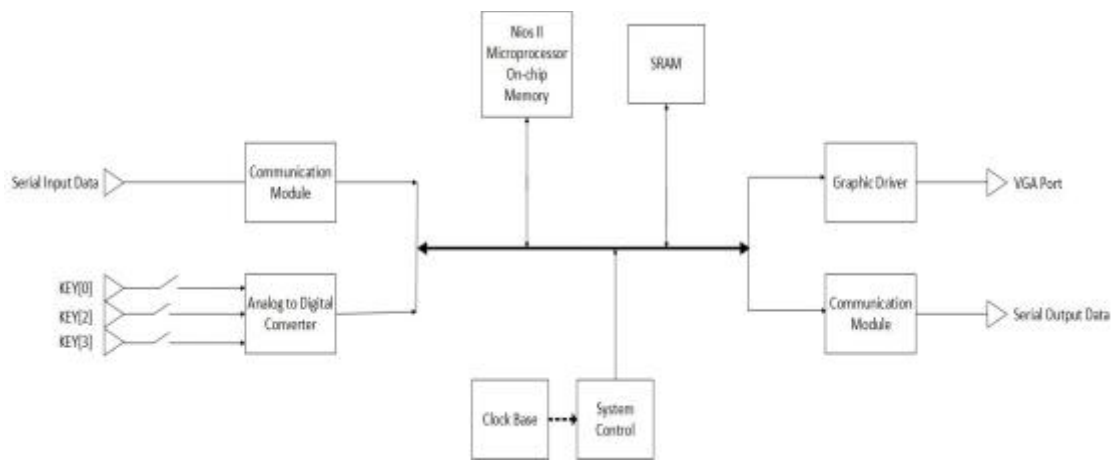 Nios II
Microprocessor
On-chip
Memory
SRAM
Serial Input Data
Communication
Module
Graphic Driver
VGA Port
KEY[0]
KEY[2]
KEY[3]
Analog to Digital
Converter
Communication
Module
Serial Output Data
Clock Base
System
Control